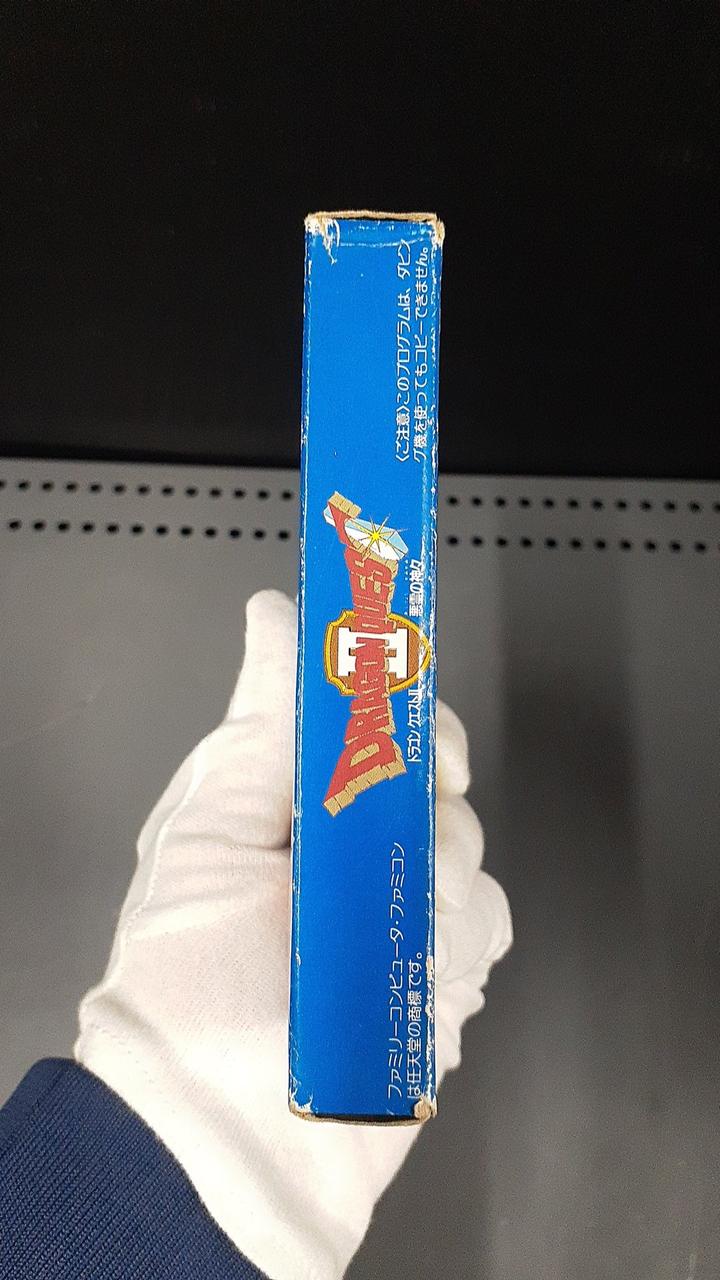 ファミリーコンピュータ・ファミコン
は任天堂の商標です。
DRAGON QUEST
II
ドラゴンクエストII 悪霊の神々
〈ご注意〉このプログラムは、ダビン
グ機を使ってもコピーできません。